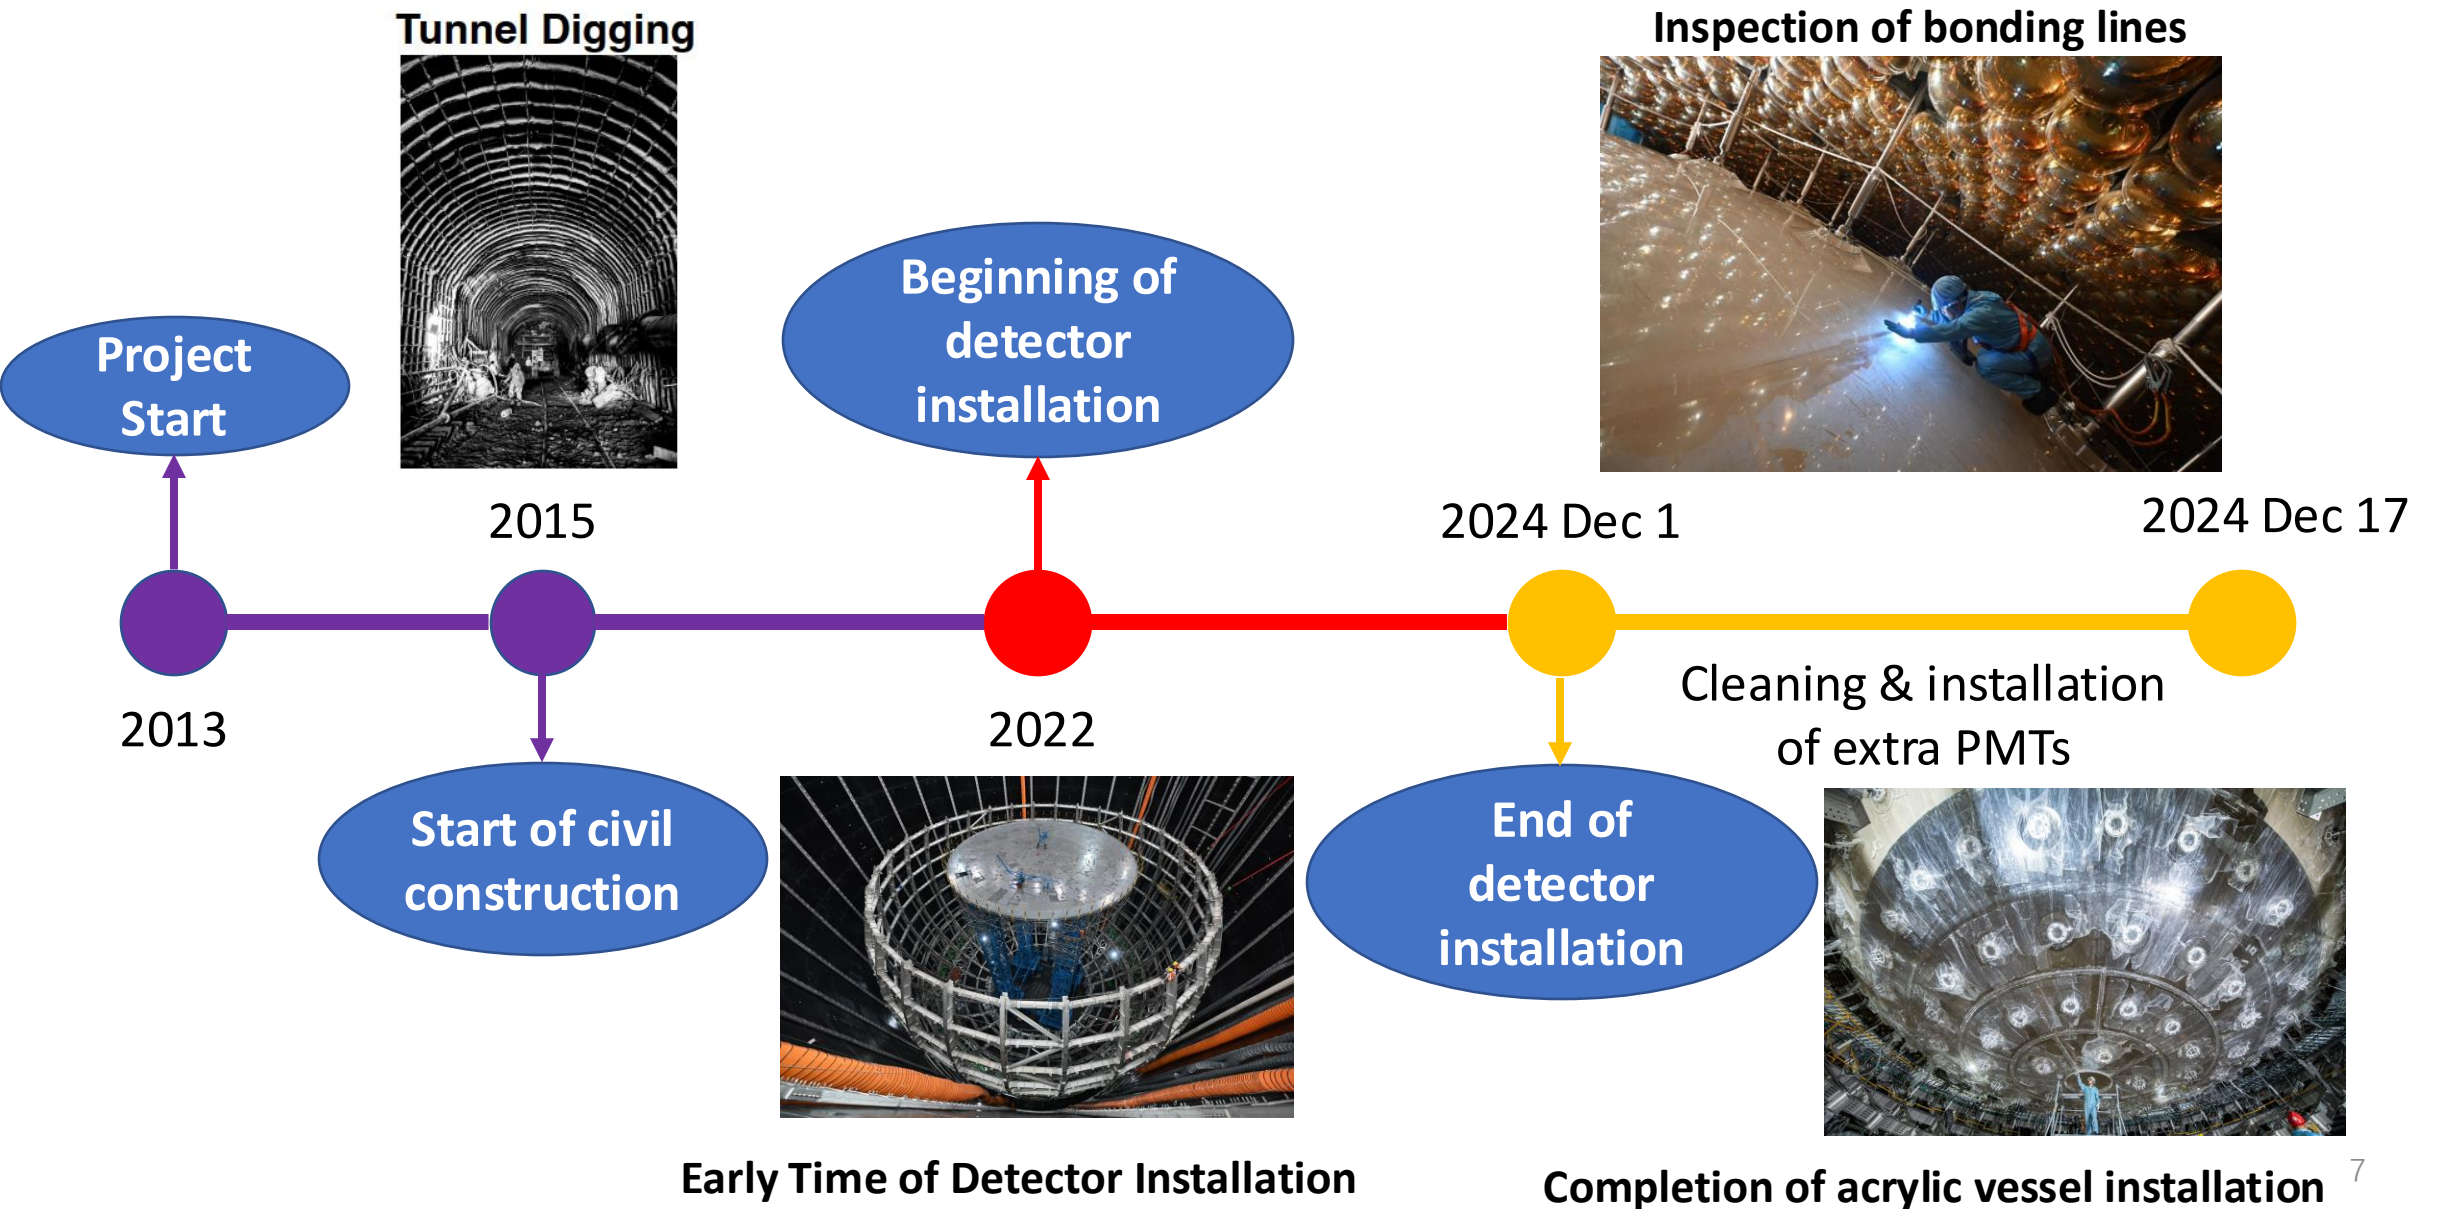 Tunnel Digging
Inspection of bonding lines
Project
Start
Beginning of
detector
installation
2015
2024 Dec 1
2024 Dec 17
2013
2022
Cleaning & installation
of extra PMTs
Start of civil
construction
End of
detector
installation
Early Time of Detector Installation
Completion of acrylic vessel installation
7